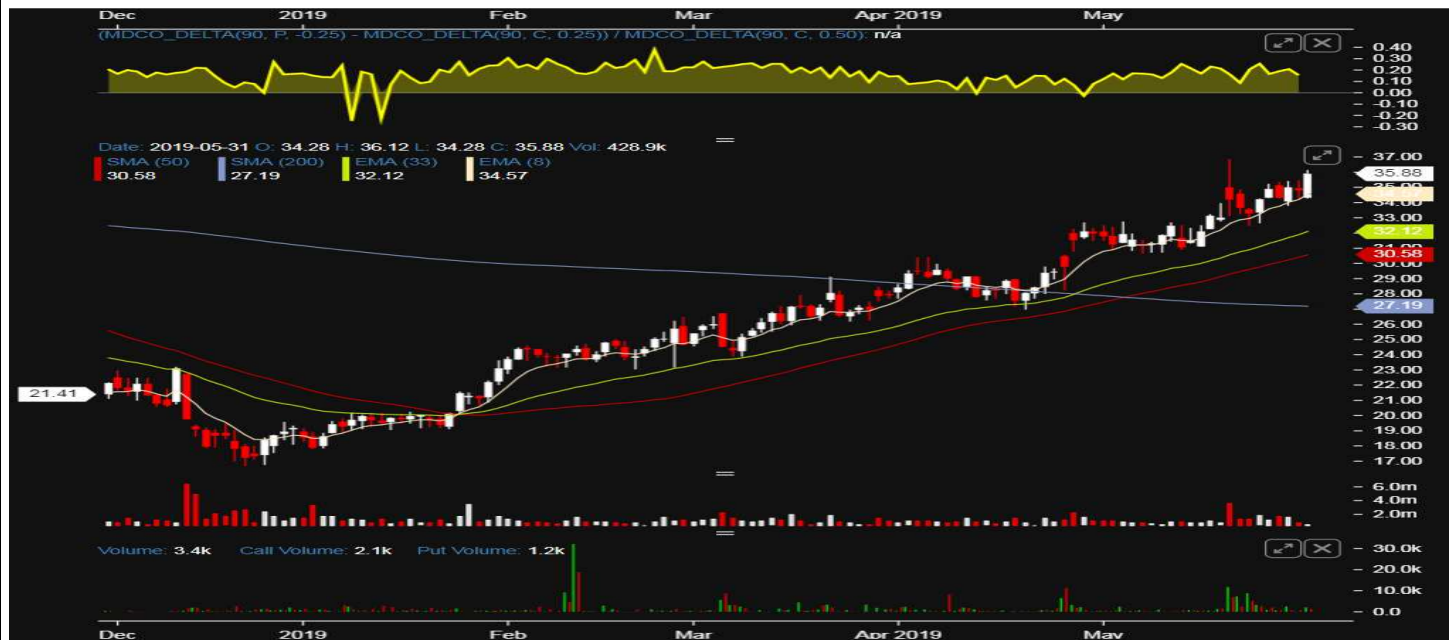 Dec 2019 Feb Mar Apr 2019 May
(MDCO_DELTA(90, P, -0.25) - MDCO_DELTA(90, C, 0.25)) / MDCO_DELTA(90, C, 0.50): n/a
0.40
0.30
0.20
0.10
0.00
-0.10
-0.20
-0.30
Date: 2019-05-31 O: 34.28 H: 36.12 L: 34.28 C: 35.88 Vol: 428.9k
SMA (50) SMA (200) EMA (33) EMA (8)
30.58 27.19 32.12 34.57
37.00
35.88
35.00
34.00
33.00
32.12
31.00
30.58
30.00
29.00
28.00
27.19
26.00
25.00
24.00
23.00
22.00
21.41
21.00
20.00
19.00
18.00
17.00
6.0m
4.0m
2.0m
Volume: 3.4k Call Volume: 2.1k Put Volume: 1.2k
30.0k
20.0k
10.0k
0.0
Dec 2019 Feb Mar Apr 2019 May